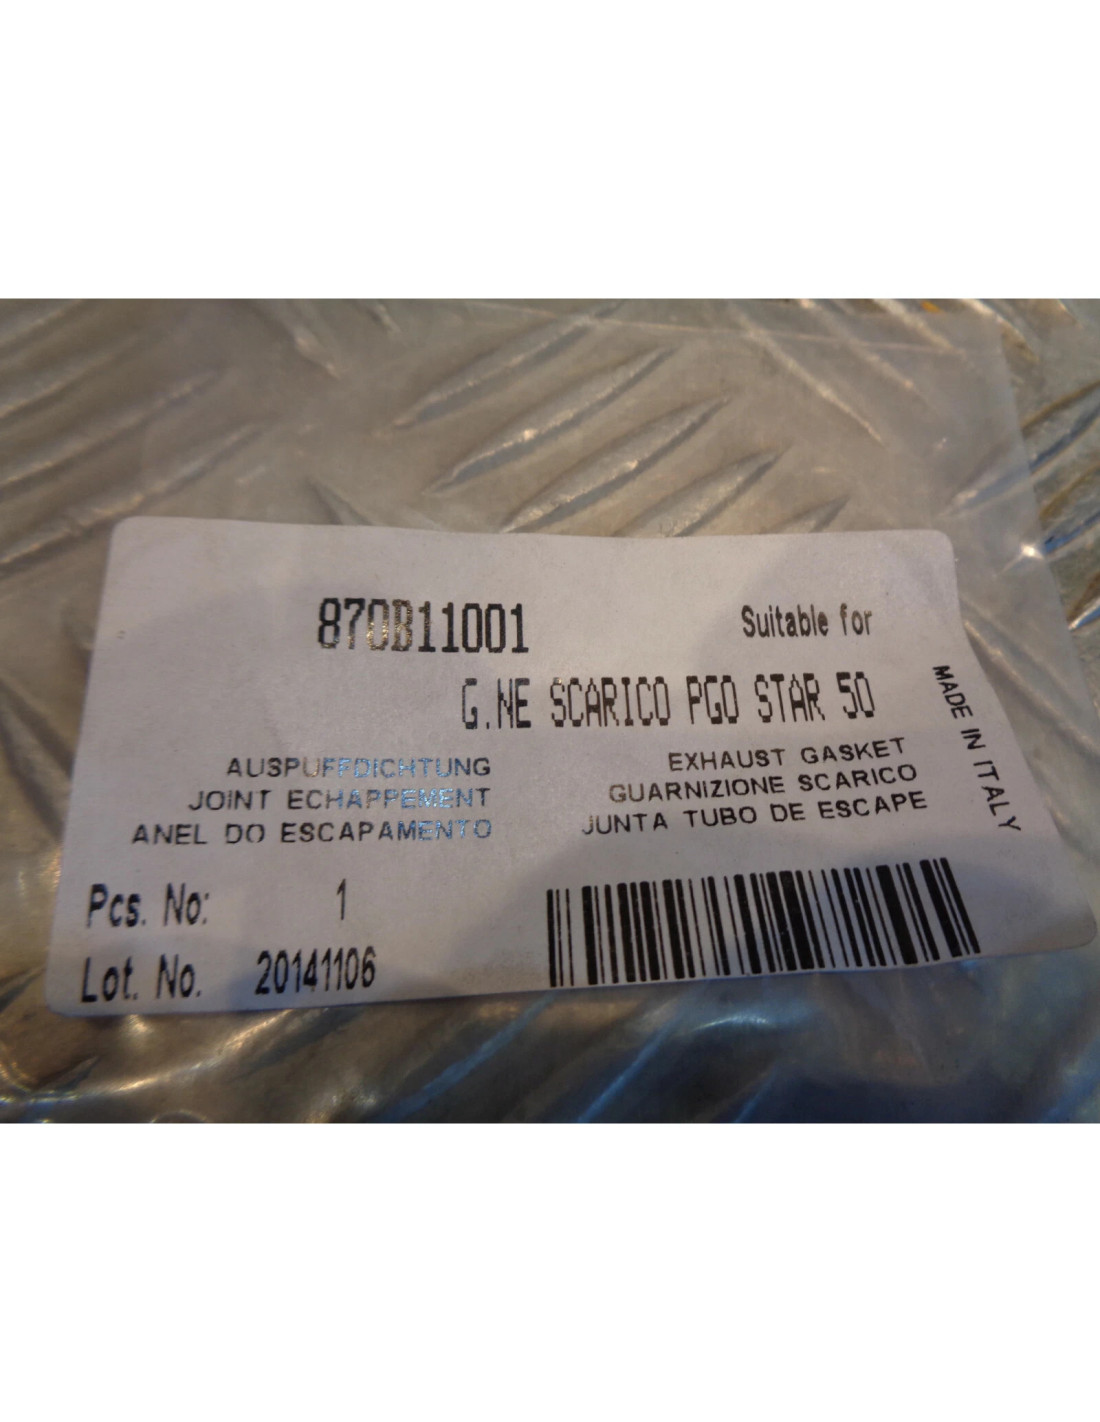 870B11001
Suitable for
G.NE SCARICO PGO STAR 50
AUSPUFFDICHTUNG
JOINT ECHAPPEMENT
ANEL DO ESCAPAMENTO
EXHAUST GASKET
GUARNIZIONE SCARICO
JUNTA TUBO DE ESCAPE
MADE IN ITALY
Pcs. No: 1
Lot. No. 20141106